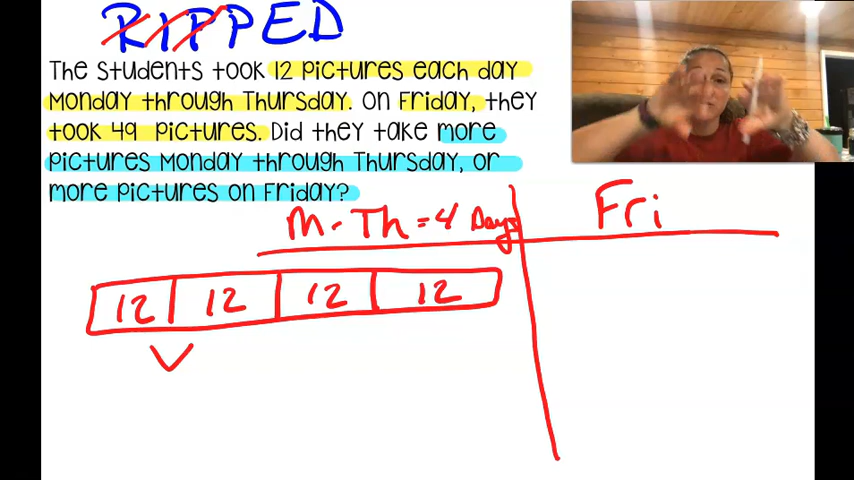 RIPPED
The students took 12 pictures each day
Monday through Thursday. On Friday, they
took 49 pictures. Did they take more
pictures Monday through Thursday, or
more pictures on Friday?
M-Th = 4 Days
Fri
12 12 12 12